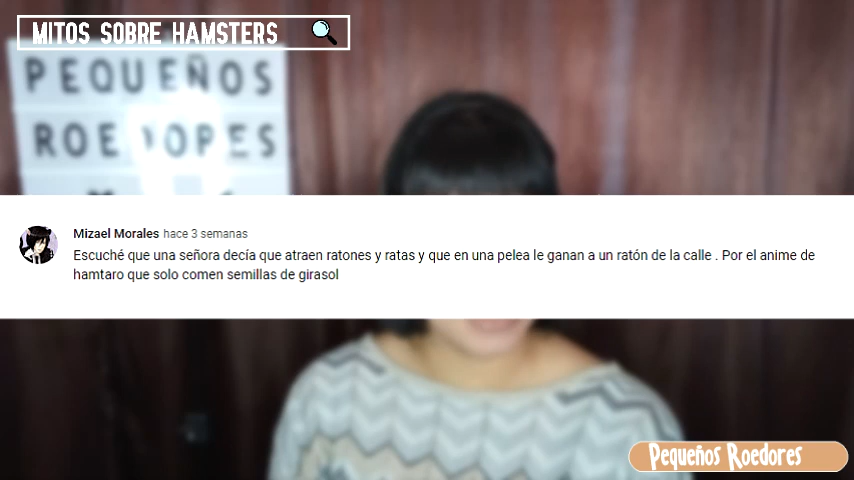 MITOS SOBRE HAMSTERS
PEQUEÑOS
ROEDORES
Mizael Morales hace 3 semanas
Escuché que una señora decía que atraen ratones y ratas y que en una pelea le ganan a un ratón de la calle . Por el anime de
hamtaro que solo comen semillas de girasol
Pequeños Roedores